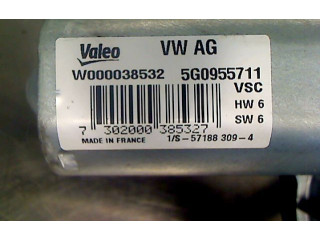 Valeo VW AG
W000038532 5G0955711
VSC
HW 6
SW 6
7 302000 385327
MADE IN FRANCE 1/S-57188 309-4